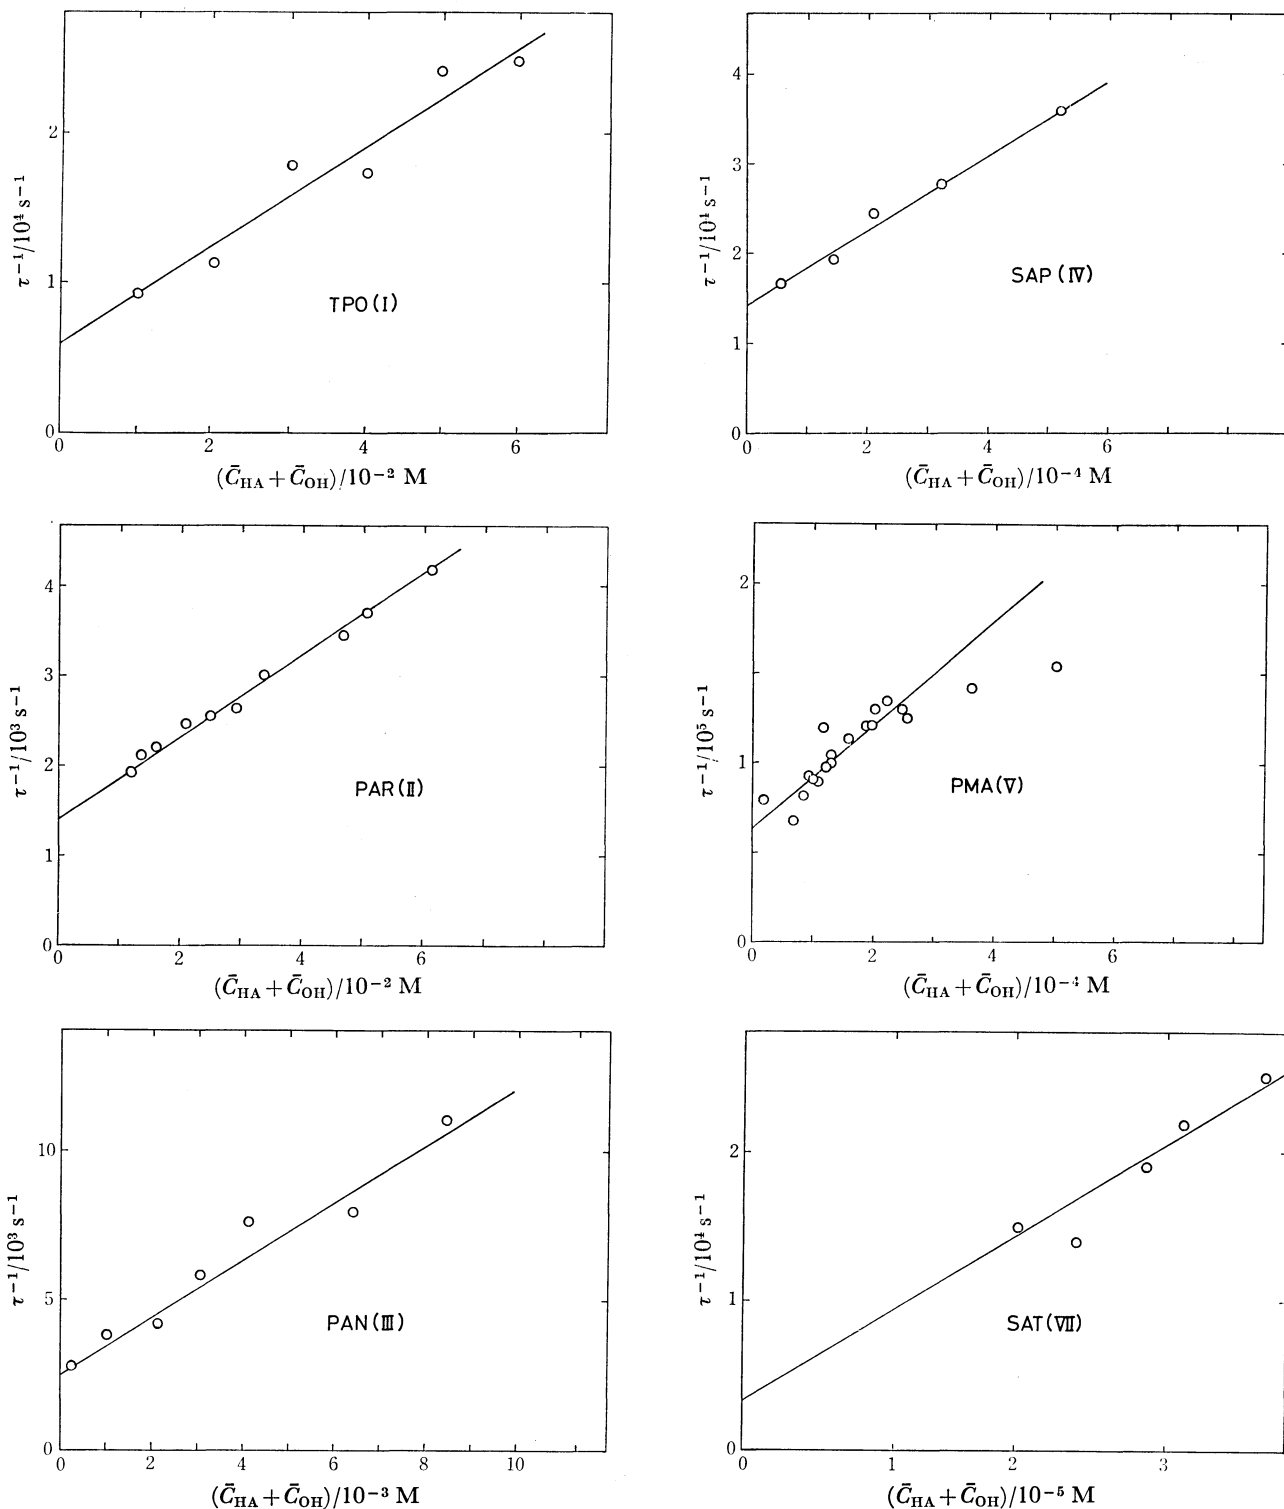 τ⁻¹/10⁴ s⁻¹
2
1
0
2
4
6
TPO(I)
(C̄HA + C̄OH)/10⁻² M
τ⁻¹/10⁴ s⁻¹
4
3
2
1
0
0
2
4
6
SAP(Ⅳ)
(C̄HA + C̄OH)/10⁻⁴ M
τ⁻¹/10³ s⁻¹
4
3
2
1
0
0
2
4
6
PAR(Ⅱ)
(C̄HA + C̄OH)/10⁻² M
τ⁻¹/10⁵ s⁻¹
2
1
0
0
2
4
6
PMA(Ⅴ)
(C̄HA + C̄OH)/10⁻⁴ M
τ⁻¹/10³ s⁻¹
10
5
0
0
2
4
6
8
10
PAN(Ⅲ)
(C̄HA + C̄OH)/10⁻³ M
τ⁻¹/10⁴ s⁻¹
2
1
0
0
1
2
3
SAT(Ⅶ)
(C̄HA + C̄OH)/10⁻⁵ M